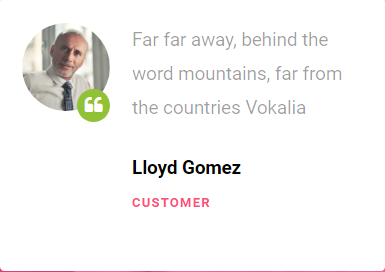 Far far away, behind the
word mountains, far from
the countries Vokalia
Lloyd Gomez
CUSTOMER